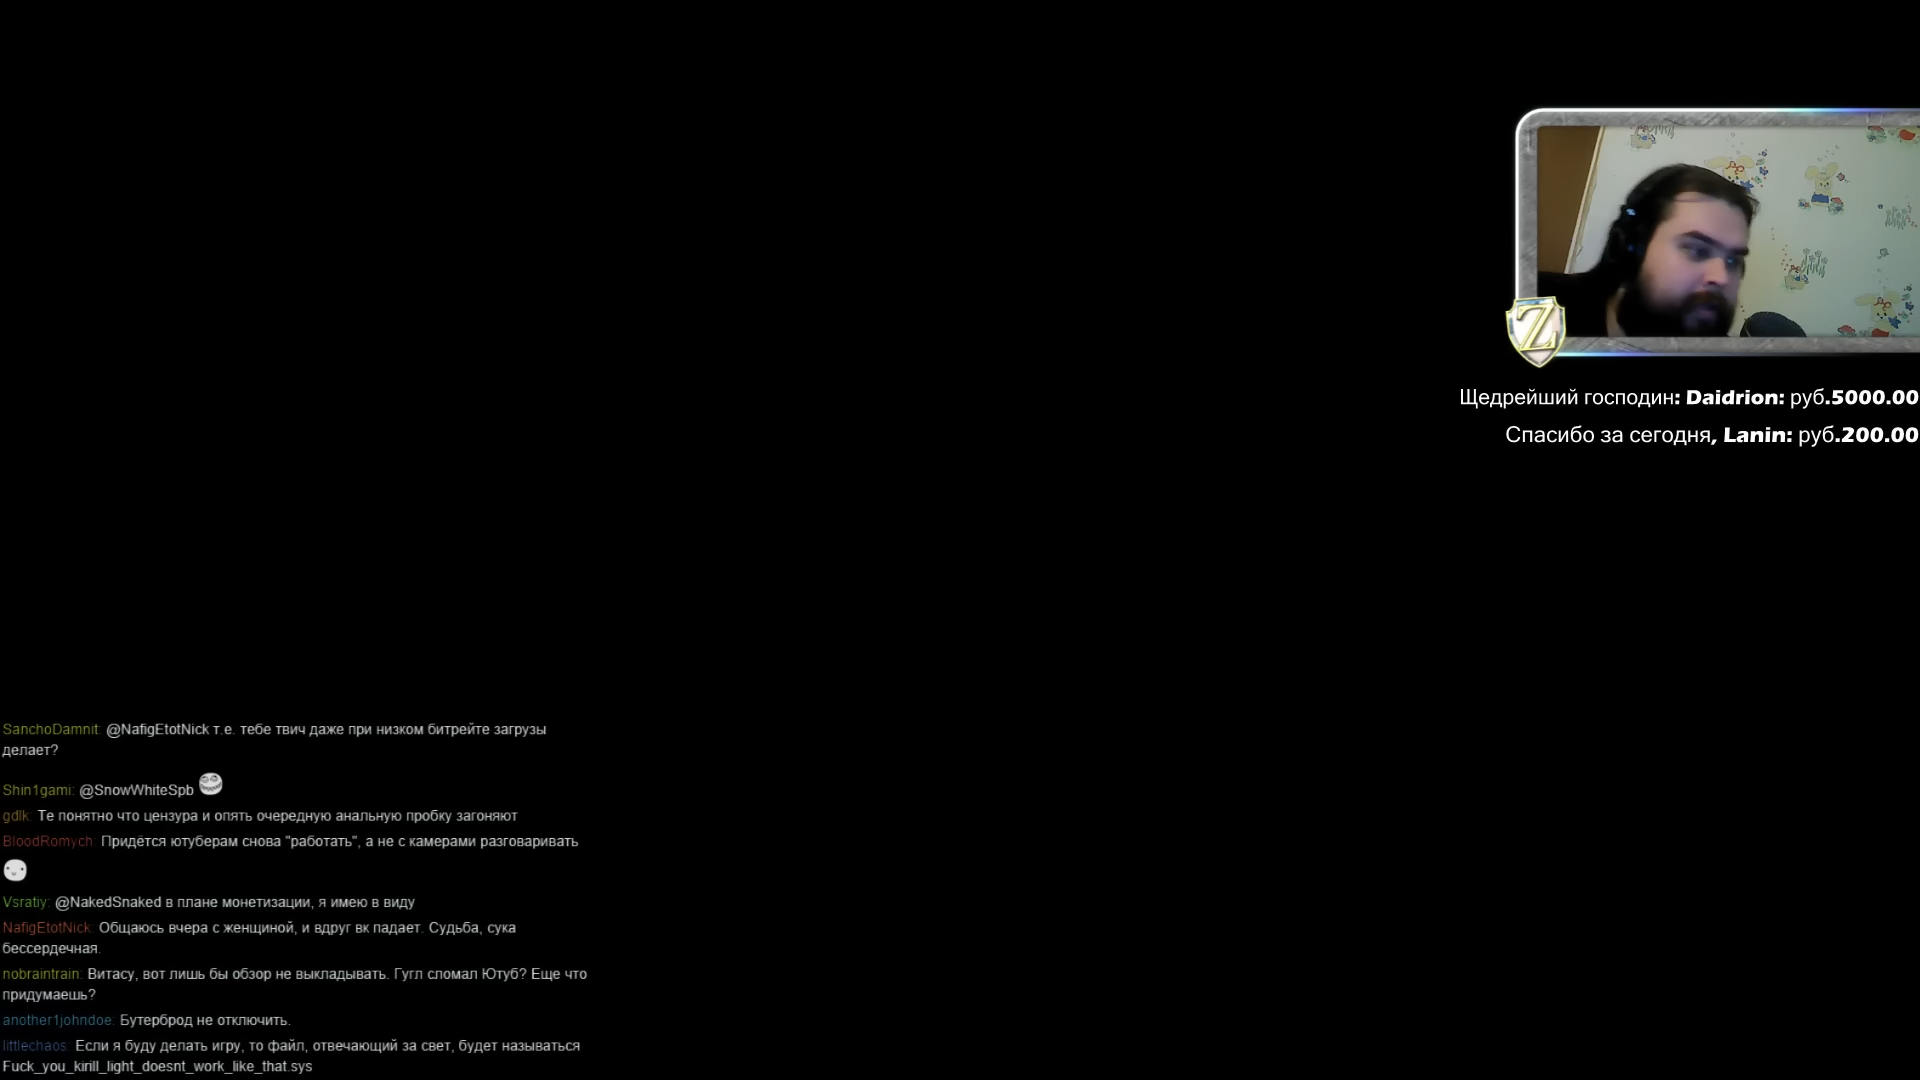 Z
Щедрейший господин: Daidrion: руб.5000.00
Спасибо за сегодня, Lanin: руб.200.00
SanchoDamnit: @NafigEtotNick т.е. тебе твич даже при низком битрейте загрузы
делает?
Shin1gami: @SnowWhiteSpb
gdlk: Те понятно что цензура и опять очередную анальную пробку загоняют
BloodRomych: Придётся ютуберам снова "работать", а не с камерами разговаривать
Vsratiy: @NakedSnaked в плане монетизации, я имею в виду
NafigEtotNick: Общаюсь вчера с женщиной, и вдруг вк падает. Судьба, сука
бессердечная.
nobraintrain: Витасу, вот лишь бы обзор не выкладывать. Гугл сломал Ютуб? Еще что
придумаешь?
another1johndoe: Бутерброд не отключить.
littlechaos: Если я буду делать игру, то файл, отвечающий за свет, будет называться
Fuck_you_kirill_light_doesnt_work_like_that.sys